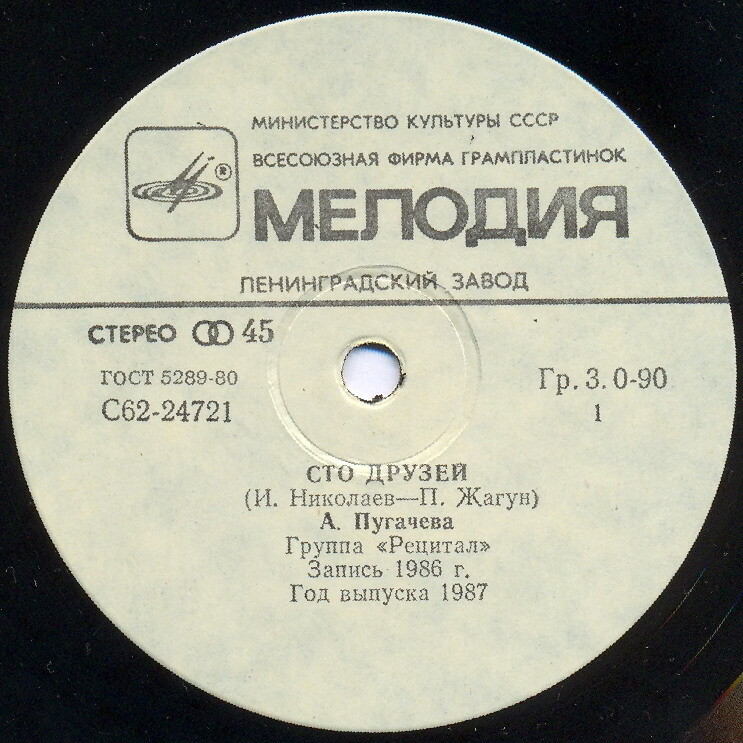 МИНИСТЕРСТВО КУЛЬТУРЫ СССР
ВСЕСОЮЗНАЯ ФИРМА ГРАМПЛАСТИНОК
®
МЕЛОДИЯ
ЛЕНИНГРАДСКИЙ ЗАВОД
СТЕРЕО 45
ГОСТ 5289-80
Гр. 3. 0-90
С62-24721
1
СТО ДРУЗЕЙ
(И. Николаев—П. Жагун)
А. Пугачева
Группа «Рецитал»
Запись 1986 г.
Год выпуска 1987